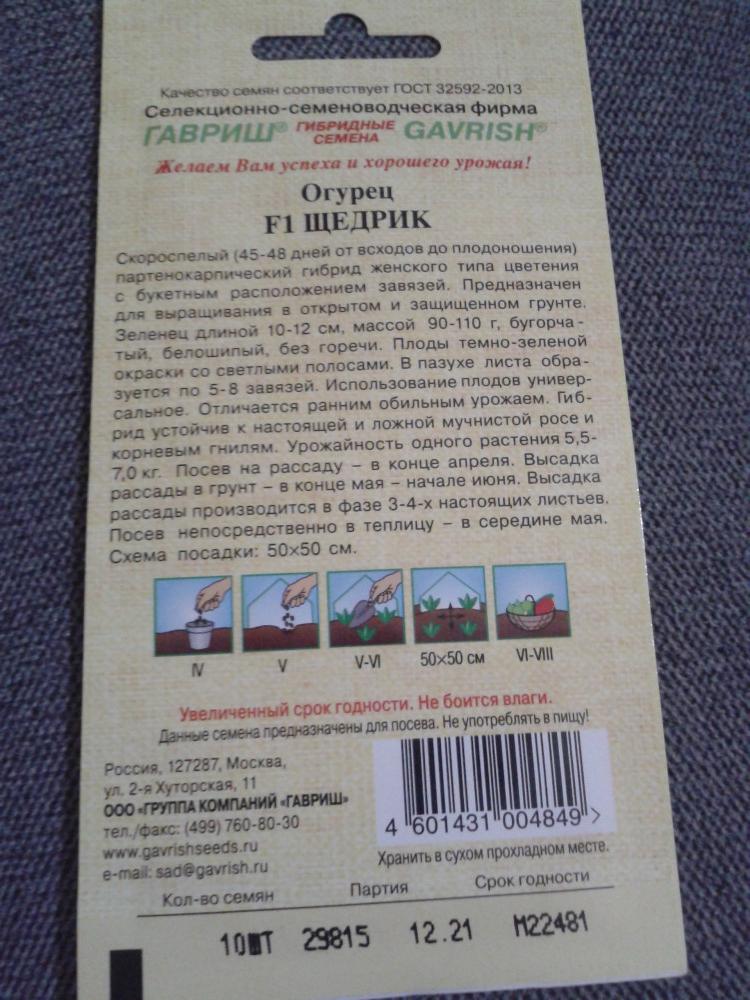 Качество семян соответствует ГОСТ 32592-2013
Селекционно-семеноводческая фирма
ГАВРИШ® ГИБРИДНЫЕ СЕМЕНА GAVRISH®
Желаем Вам успеха и хорошего урожая!
Огурец
F1 ЩЕДРИК
Скороспелый (45-48 дней от всходов до плодоношения)
партенокарпический гибрид женского типа цветения
с букетным расположением завязей. Предназначен
для выращивания в открытом и защищенном грунте.
Зеленец длиной 10-12 см, массой 90-110 г, бугорча-
тый, белошипый, без горечи. Плоды темно-зеленой
окраски со светлыми полосами. В пазухе листа обра-
зуется по 5-8 завязей. Использование плодов универ-
сальное. Отличается ранним обильным урожаем. Гиб-
рид устойчив к настоящей и ложной мучнистой росе и
корневым гнилям. Урожайность одного растения 5,5-
7,0 кг. Посев на рассаду – в конце апреля. Высадка
рассады в грунт – в конце мая – начале июня. Высадка
рассады производится в фазе 3-4-х настоящих листьев.
Посев непосредственно в теплицу – в середине мая.
Схема посадки: 50×50 см.
IV V V-VI 50×50 см VI-VIII
Увеличенный срок годности. Не боится влаги.
Данные семена предназначены для посева. Не употреблять в пищу!
Россия, 127287, Москва,
ул. 2-я Хуторская, 11
ООО «ГРУППА КОМПАНИЙ «ГАВРИШ»
тел./факс: (499) 760-80-30
www.gavrishseeds.ru
e-mail: sad@gavrish.ru
4 601431 004849 >
Хранить в сухом прохладном месте.
Кол-во семян Партия Срок годности
10ШТ 29815 12.21 М22481